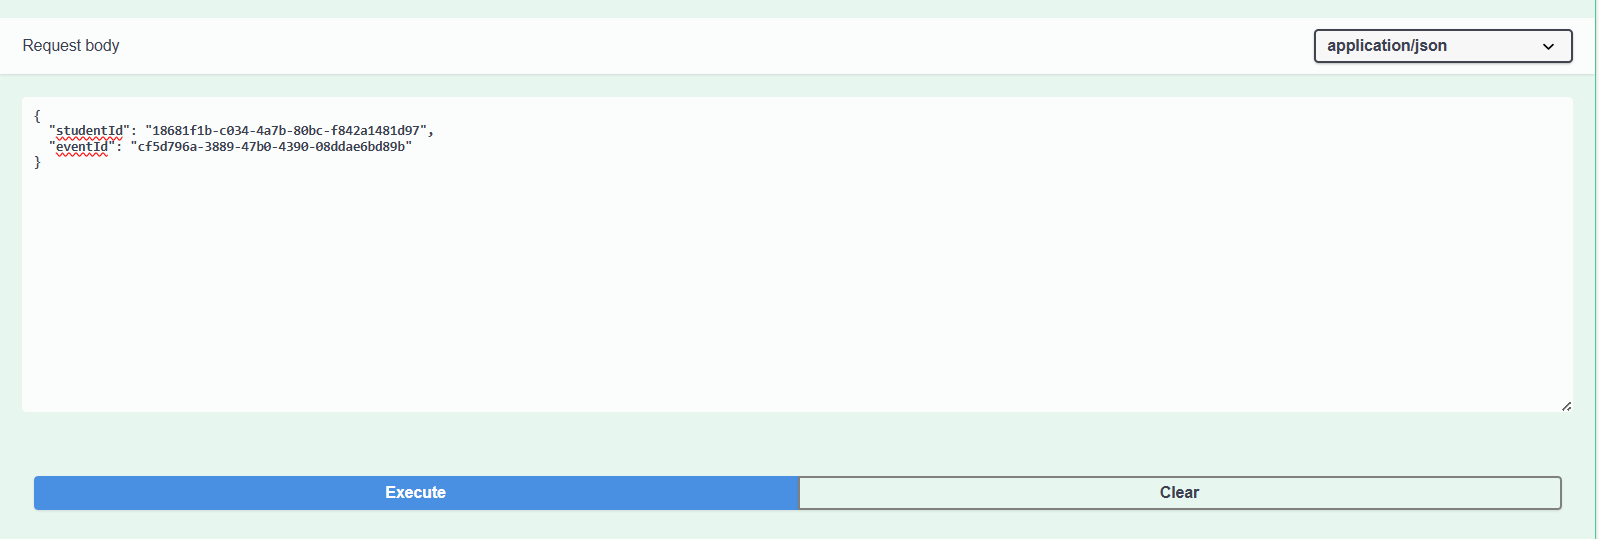 Request body
application/json
{
"studentId": "18681f1b-c034-4a7b-80bc-f842a1481d97",
"eventId": "cf5d796a-3889-47b0-4390-08ddae6bd89b"
}
Execute
Clear